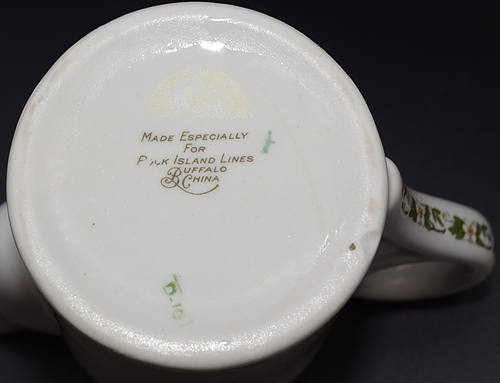 MADE ESPECIALLY
FOR
ISLAND LINES
BUFFALO
CHINA